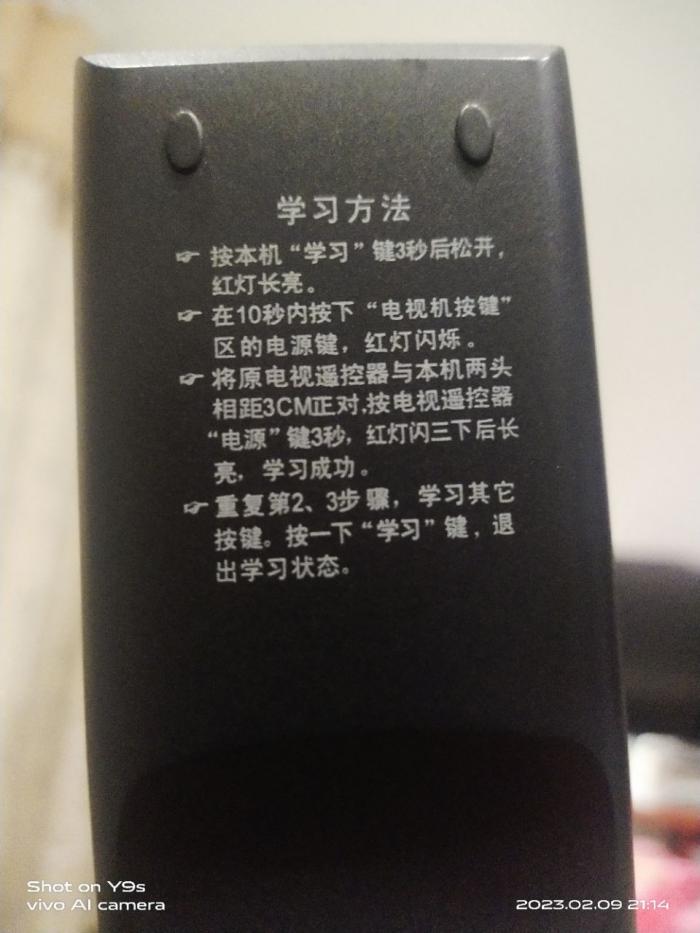 学习方法
☞ 按本机“学习”键3秒后松开,
红灯长亮。
☞ 在10秒内按下“电视机按键”
区的电源键, 红灯闪烁。
☞ 将原电视遥控器与本机两头
相距3CM正对,按电视遥控器
“电源”键3秒, 红灯闪三下后长
亮, 学习成功。
☞ 重复第2、3步骤, 学习其它
按键。按一下“学习”键, 退
出学习状态。
Shot on Y9s
vivo AI camera
2023.02.09 21:14